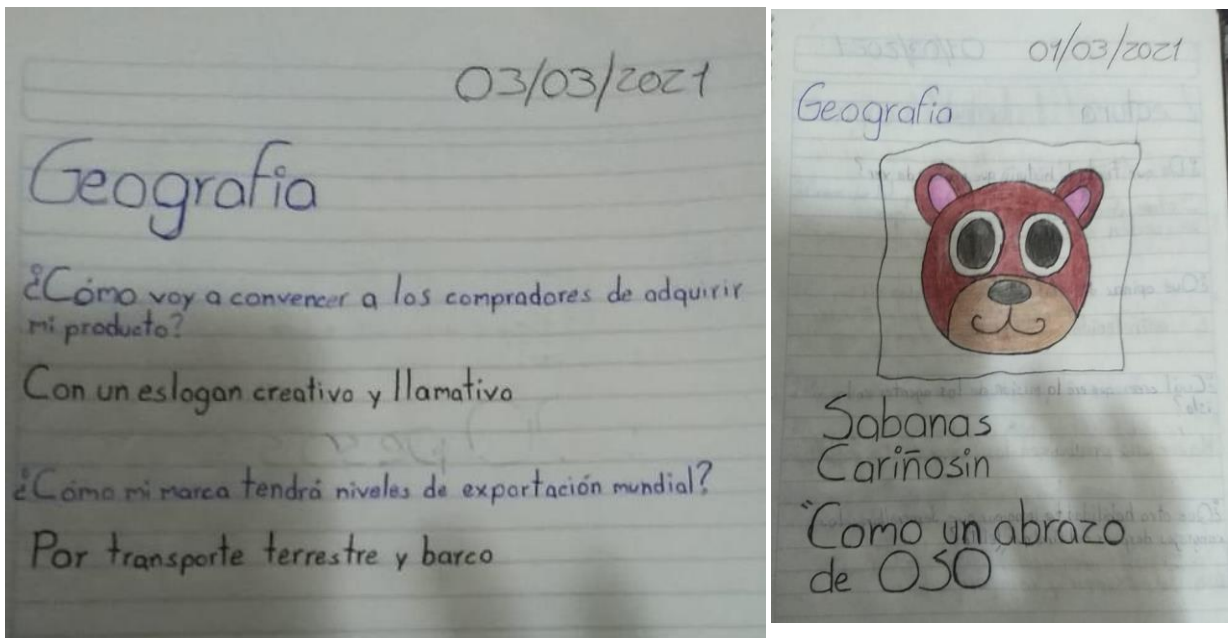 03/03/2021
Geografia
¿Cómo voy a convencer a los compradores de adquirir
mi producto?
Con un eslogan creativo y llamativo
¿Cómo mi marca tendrá niveles de exportación mundial?
Por transporte terrestre y barco
01/03/2021
Geografia
Sabanas
Cariñosin
"Como un abrazo
de OSO